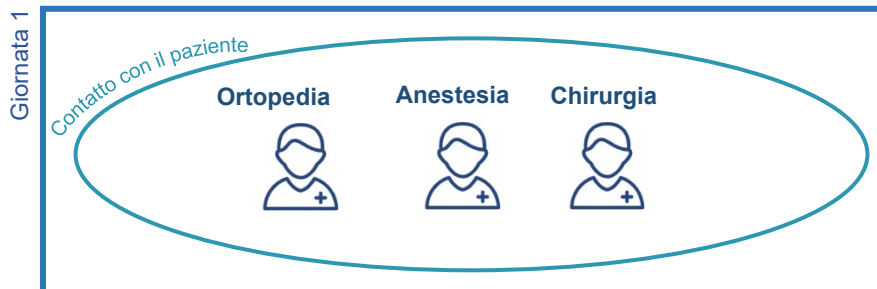 Giornata 1
Contatto con il paziente
Ortopedia Anestesia Chirurgia